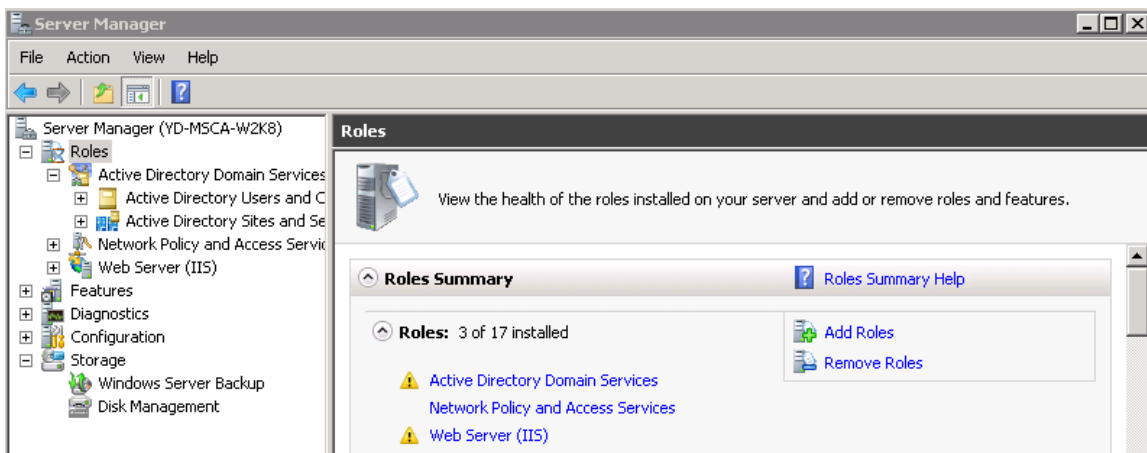 Server Manager
File Action View Help
Server Manager (YD-MSCA-W2K8)
Roles
Active Directory Domain Services
Active Directory Users and C
Active Directory Sites and Se
Network Policy and Access Servic
Web Server (IIS)
Features
Diagnostics
Configuration
Storage
Windows Server Backup
Disk Management
Roles
View the health of the roles installed on your server and add or remove roles and features.
Roles Summary
Roles Summary Help
Roles: 3 of 17 installed
Add Roles
Remove Roles
Active Directory Domain Services
Network Policy and Access Services
Web Server (IIS)